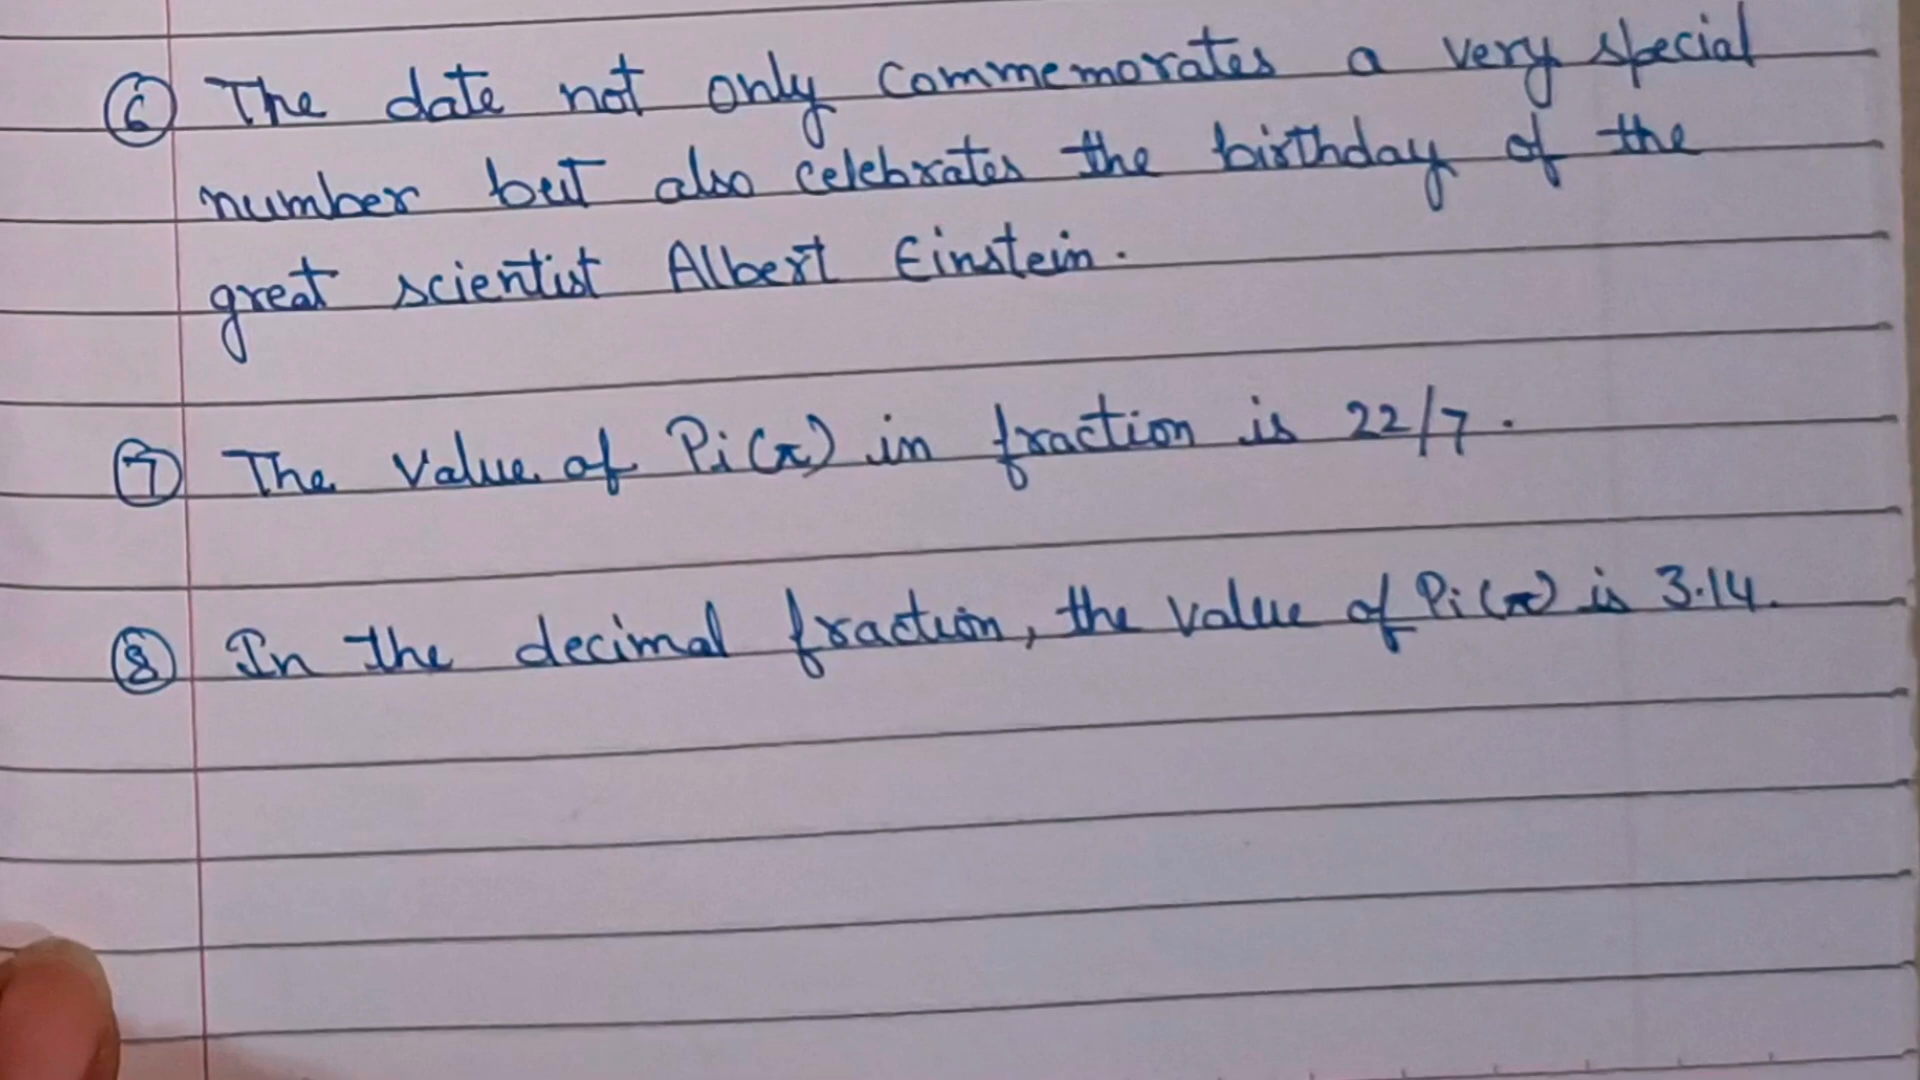 ⑥ The date not only commemorates a very special
number but also celebrates the birthday of the
great scientist Albert Einstein.
⑦ The value of Pi(π) in fraction is 22/7.
⑧ In the decimal fraction, the value of Pi(π) is 3.14.